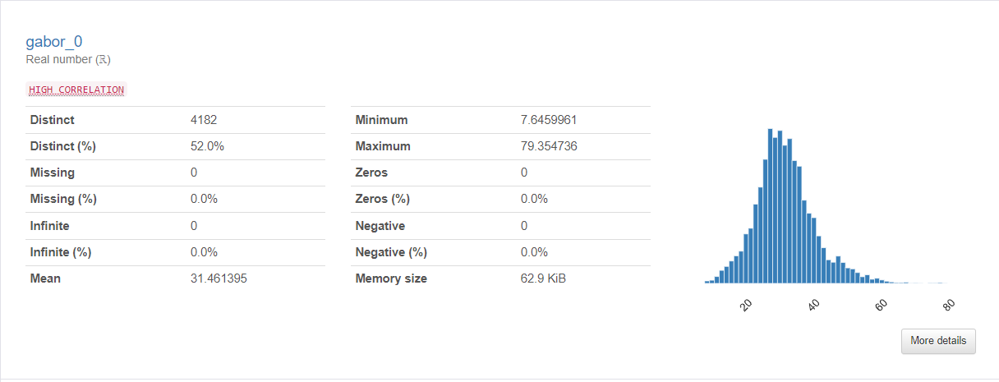 gabor_0
Real number (ℝ)
HIGH CORRELATION
Distinct 4182
Distinct (%) 52.0%
Missing 0
Missing (%) 0.0%
Infinite 0
Infinite (%) 0.0%
Mean 31.461395
Minimum 7.6459961
Maximum 79.354736
Zeros 0
Zeros (%) 0.0%
Negative 0
Negative (%) 0.0%
Memory size 62.9 KiB
20 40 60 80
More details